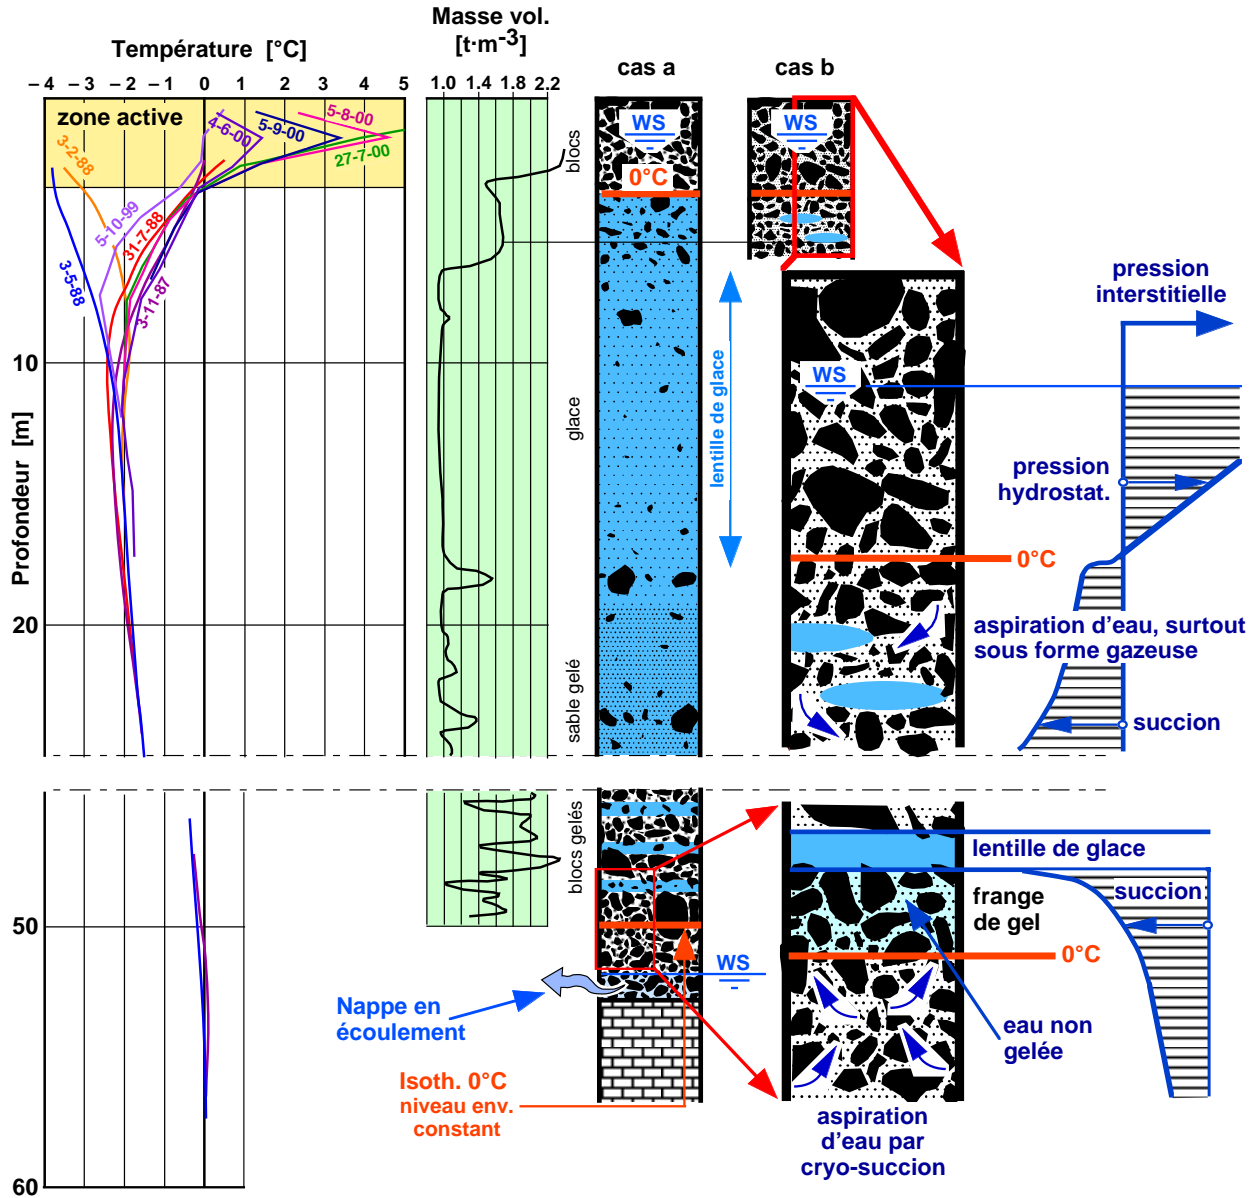 Masse vol.
[t·m-3]
Température [°C]
cas a
cas b
– 4 –3 –2 –1 0 1 2 3 4 5
1.0 1.4 1.8 2.2
zone active
3-2-88
4-6-00
5-9-00
5-8-00
27-7-00
5-10-99
31-7-88
3-5-88
3-11-87
blocs
WS
WS
0°C
pression
interstitielle
10
Profondeur [m]
glace
lentille de glace
WS
pression
hydrostat.
0°C
20
sable gelé
aspiration d'eau, surtout
sous forme gazeuse
succion
blocs gelés
lentille de glace
succion
frange
de gel
50
0°C
WS
Nappe en
écoulement
eau non
gelée
Isoth. 0°C
niveau env.
constant
aspiration
d'eau par
cryo-succion
60